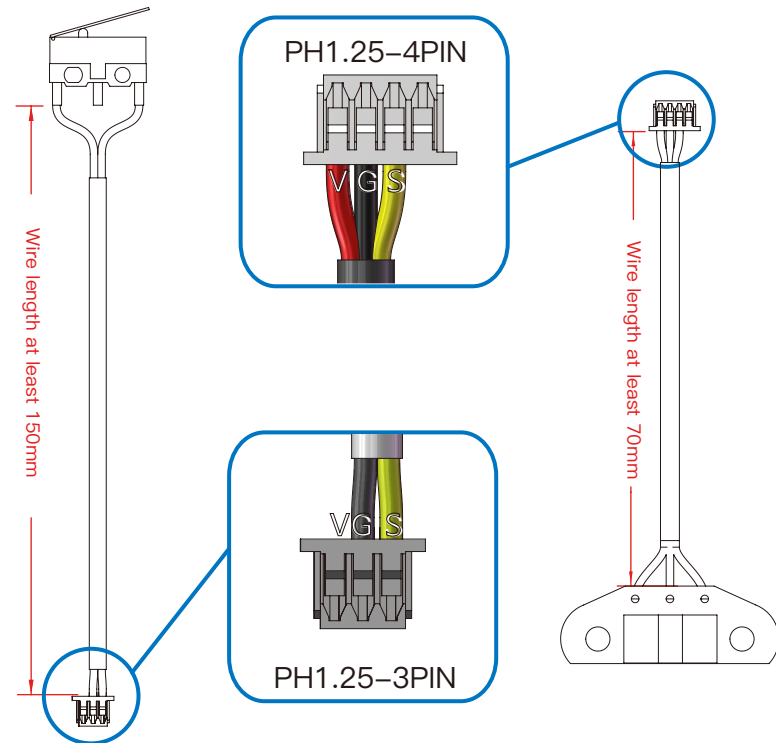 PH1.25-4PIN
V G S
Wire length at least 150mm
Wire length at least 70mm
V G S
PH1.25-3PIN